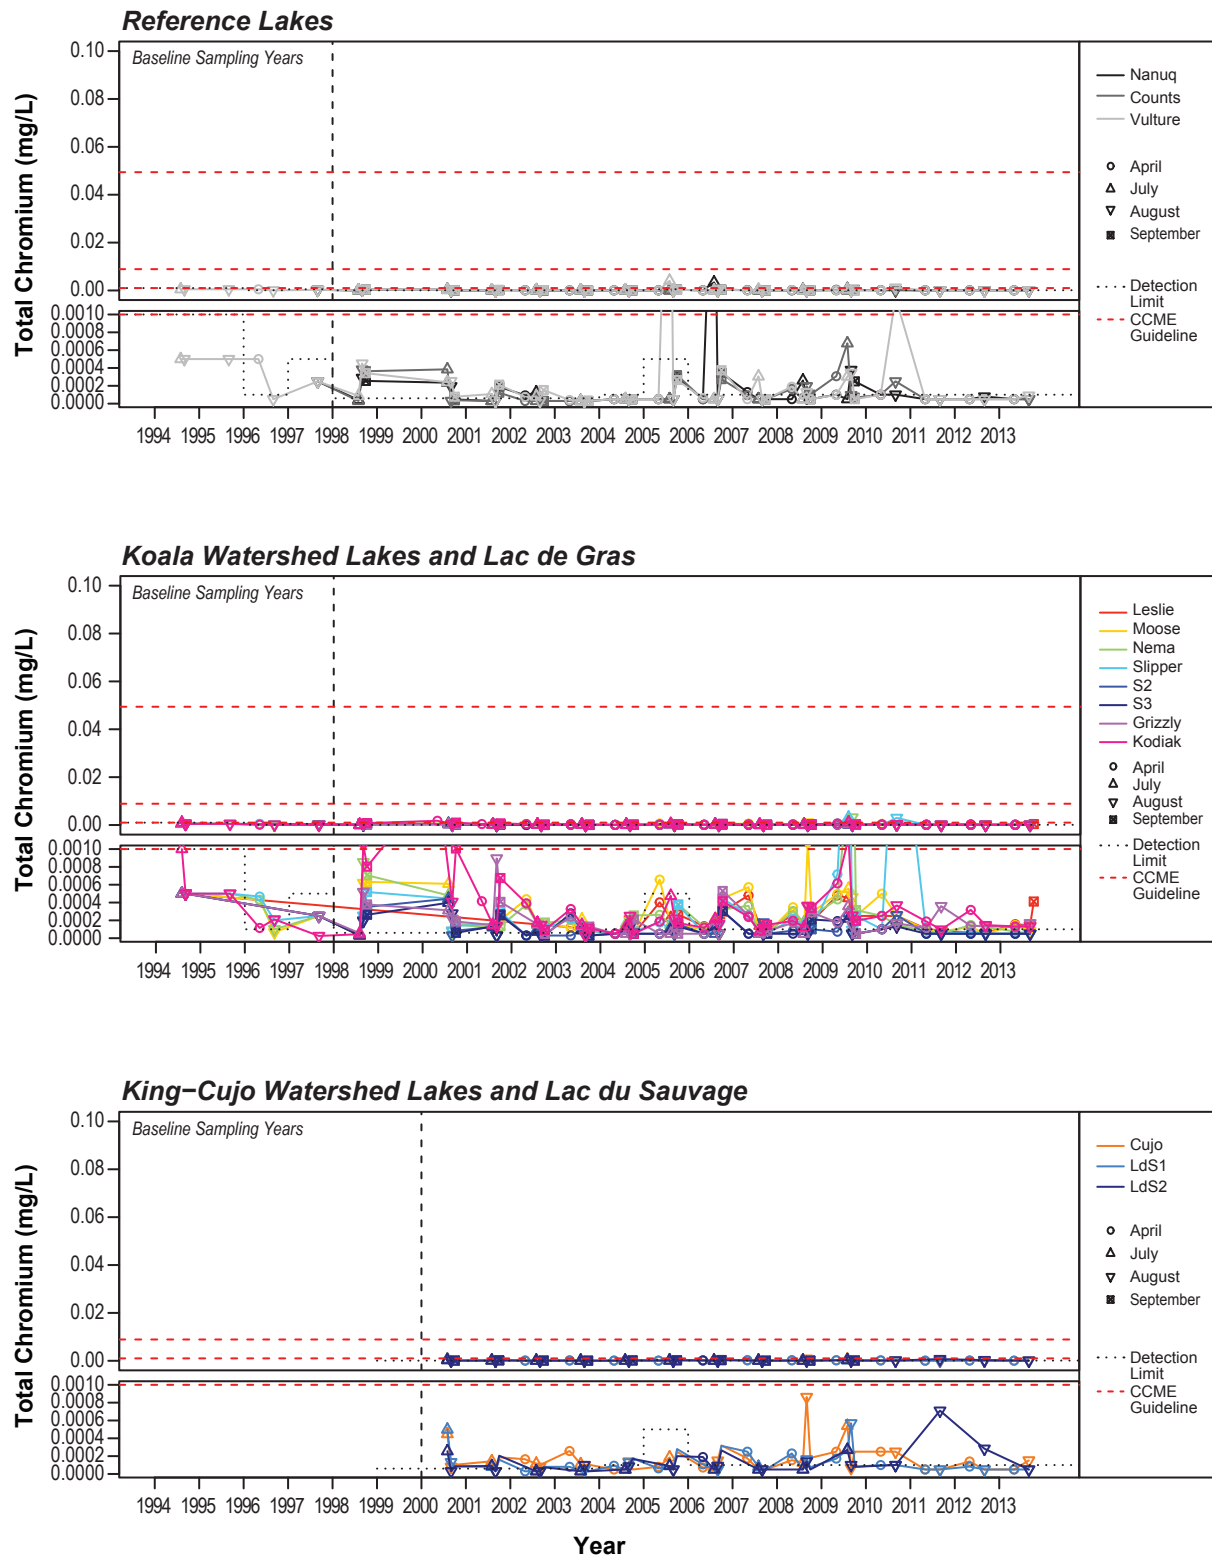 Reference Lakes
Baseline Sampling Years
Total Chromium (mg/L)
0.10
0.08
0.06
0.04
0.02
0.00
0.0010
0.0008
0.0006
0.0004
0.0002
0.0000
1994 1995 1996 1997 1998 1999 2000 2001 2002 2003 2004 2005 2006 2007 2008 2009 2010 2011 2012 2013
Nanuq
Counts
Vulture
April
July
August
September
Detection
Limit
CCME
Guideline
Koala Watershed Lakes and Lac de Gras
Baseline Sampling Years
Total Chromium (mg/L)
0.10
0.08
0.06
0.04
0.02
0.00
0.0010
0.0008
0.0006
0.0004
0.0002
0.0000
1994 1995 1996 1997 1998 1999 2000 2001 2002 2003 2004 2005 2006 2007 2008 2009 2010 2011 2012 2013
Leslie
Moose
Nema
Slipper
S2
S3
Grizzly
Kodiak
April
July
August
September
Detection
Limit
CCME
Guideline
King−Cujo Watershed Lakes and Lac du Sauvage
Baseline Sampling Years
Total Chromium (mg/L)
0.10
0.08
0.06
0.04
0.02
0.00
0.0010
0.0008
0.0006
0.0004
0.0002
0.0000
1994 1995 1996 1997 1998 1999 2000 2001 2002 2003 2004 2005 2006 2007 2008 2009 2010 2011 2012 2013
Cujo
LdS1
LdS2
April
July
August
September
Detection
Limit
CCME
Guideline
Year